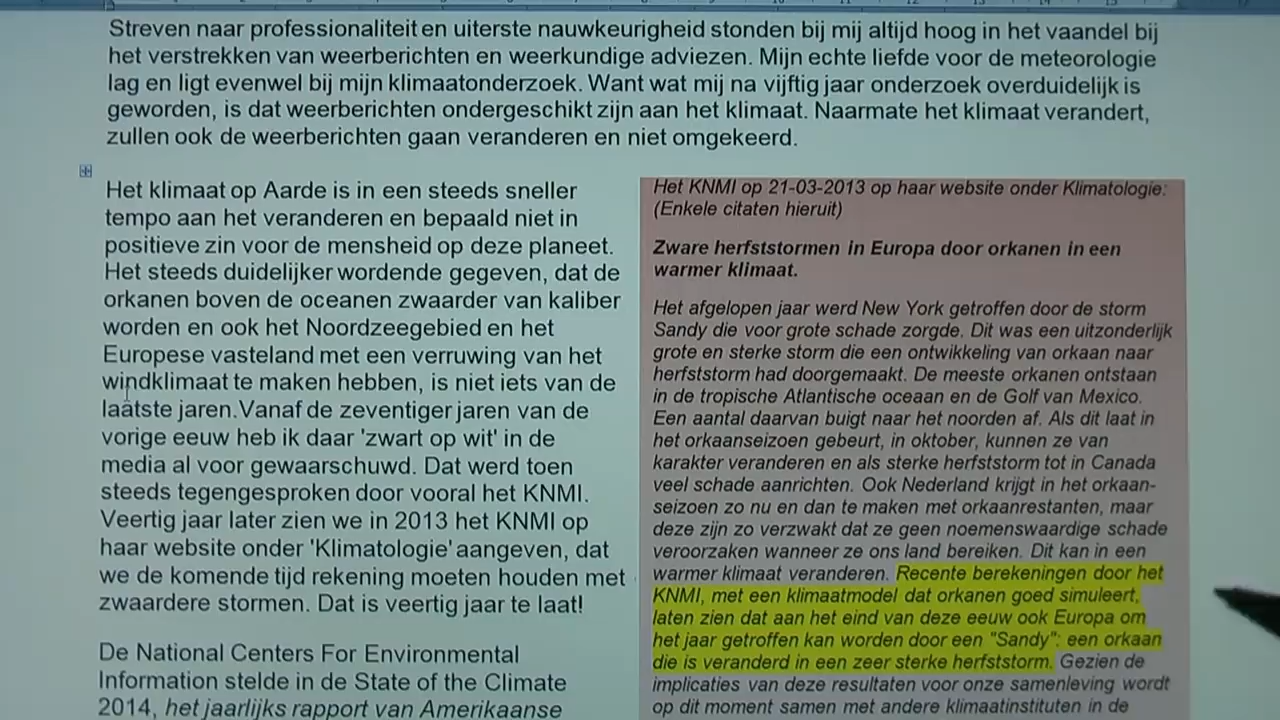 Streven naar professionaliteit en uiterste nauwkeurigheid stonden bij mij altijd hoog in het vaandel bij
het verstrekken van weerberichten en weerkundige adviezen. Mijn echte liefde voor de meteorologie
lag en ligt evenwel bij mijn klimaatonderzoek. Want wat mij na vijftig jaar onderzoek overduidelijk is
geworden, is dat weerberichten ondergeschikt zijn aan het klimaat. Naarmate het klimaat verandert,
zullen ook de weerberichten gaan veranderen en niet omgekeerd.
Het klimaat op Aarde is in een steeds sneller
tempo aan het veranderen en bepaald niet in
positieve zin voor de mensheid op deze planeet.
Het steeds duidelijker wordende gegeven, dat de
orkanen boven de oceanen zwaarder van kaliber
worden en ook het Noordzeegebied en het
Europese vasteland met een verruwing van het
windklimaat te maken hebben, is niet iets van de
laatste jaren.Vanaf de zeventiger jaren van de
vorige eeuw heb ik daar 'zwart op wit' in de
media al voor gewaarschuwd. Dat werd toen
steeds tegengesproken door vooral het KNMI.
Veertig jaar later zien we in 2013 het KNMI op
haar website onder 'Klimatologie' aangeven, dat
we de komende tijd rekening moeten houden met
zwaardere stormen. Dat is veertig jaar te laat!
De National Centers For Environmental
Information stelde in de State of the Climate
2014, het jaarlijks rapport van Amerikaanse
Het KNMI op 21-03-2013 op haar website onder Klimatologie:
(Enkele citaten hieruit)
Zware herfststormen in Europa door orkanen in een
warmer klimaat.
Het afgelopen jaar werd New York getroffen door de storm
Sandy die voor grote schade zorgde. Dit was een uitzonderlijk
grote en sterke storm die een ontwikkeling van orkaan naar
herfststorm had doorgemaakt. De meeste orkanen ontstaan
in de tropische Atlantische oceaan en de Golf van Mexico.
Een aantal daarvan buigt naar het noorden af. Als dit laat in
het orkaanseizoen gebeurt, in oktober, kunnen ze van
karakter veranderen en als sterke herfststorm tot in Canada
veel schade aanrichten. Ook Nederland krijgt in het orkaan-
seizoen zo nu en dan te maken met orkaanrestanten, maar
deze zijn zo verzwakt dat ze geen noemenswaardige schade
veroorzaken wanneer ze ons land bereiken. Dit kan in een
warmer klimaat veranderen. Recente berekeningen door het
KNMI, met een klimaatmodel dat orkanen goed simuleert,
laten zien dat aan het eind van deze eeuw ook Europa om
het jaar getroffen kan worden door een "Sandy": een orkaan
die is veranderd in een zeer sterke herfststorm. Gezien de
implicaties van deze resultaten voor onze samenleving wordt
op dit moment samen met andere klimaatinstituten in de